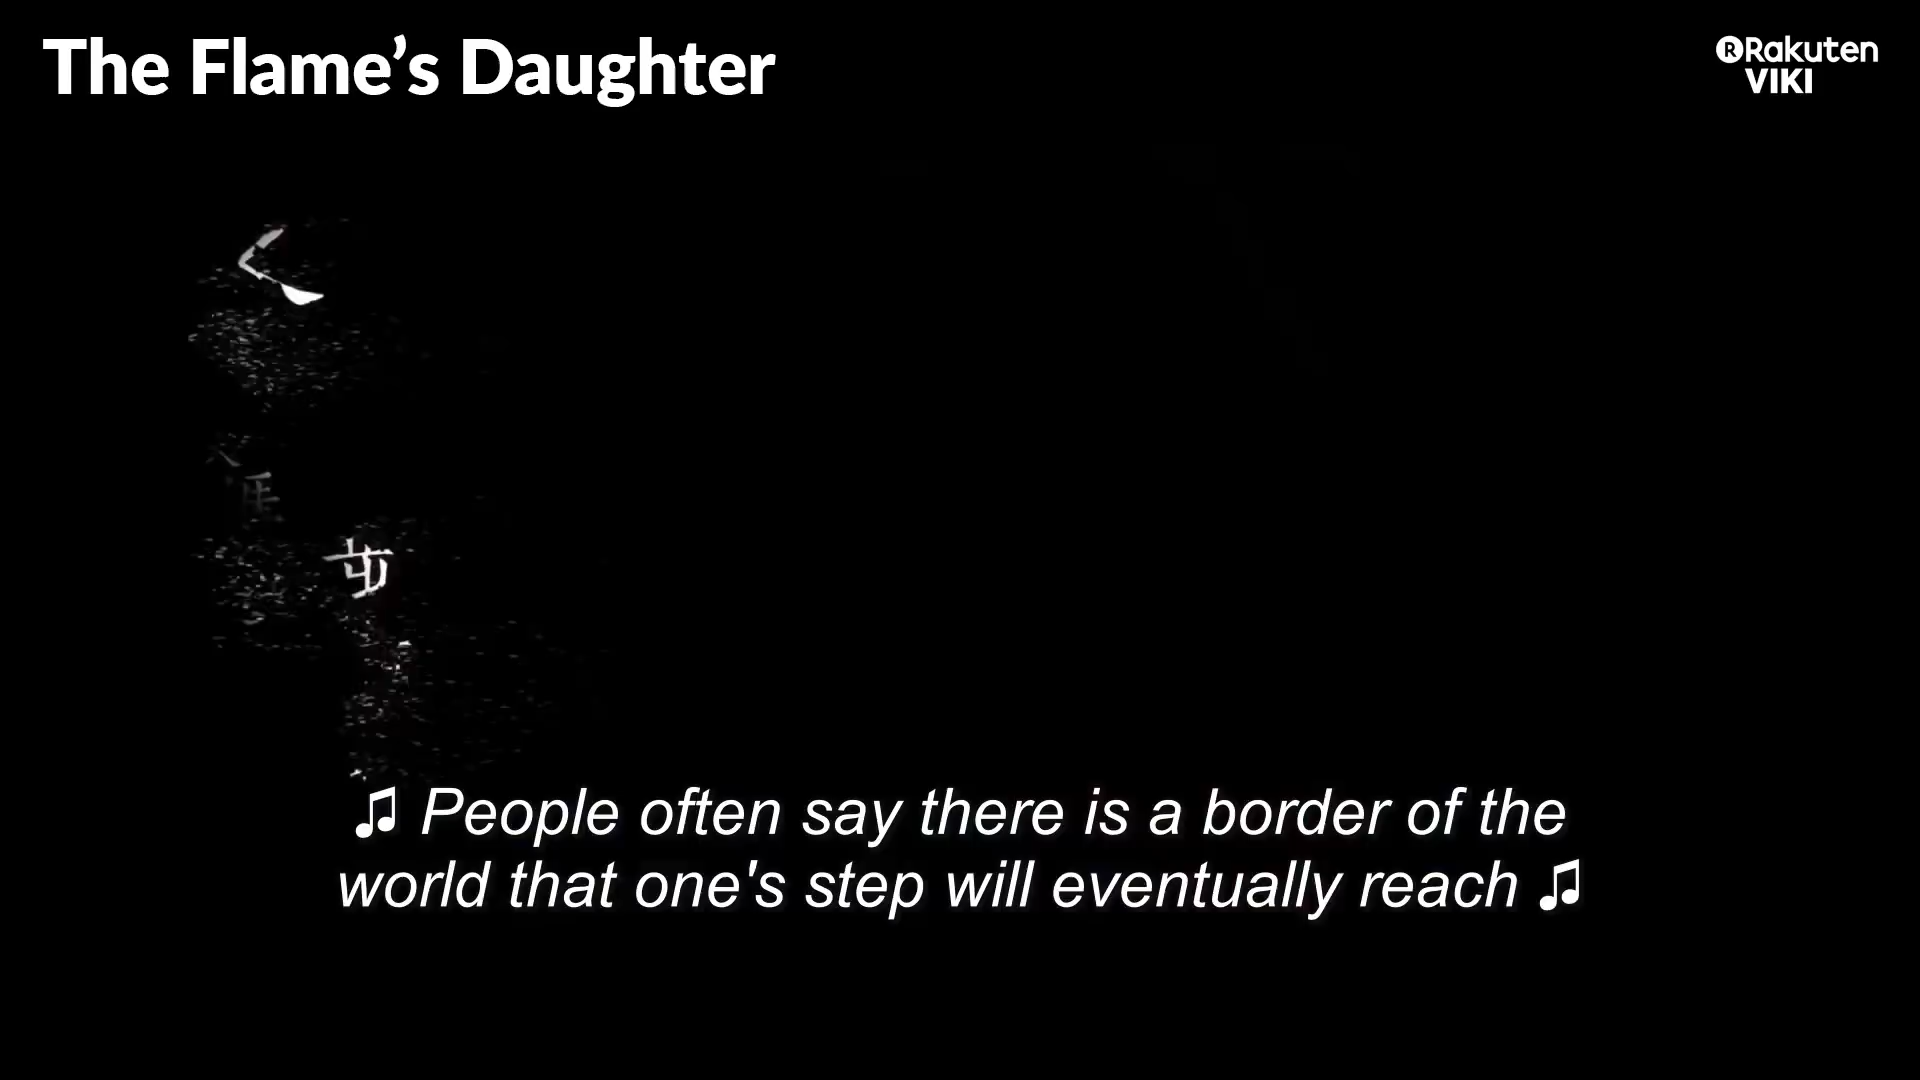 The Flame’s Daughter
Rakuten
VIKI
♫ People often say there is a border of the
world that one's step will eventually reach ♫